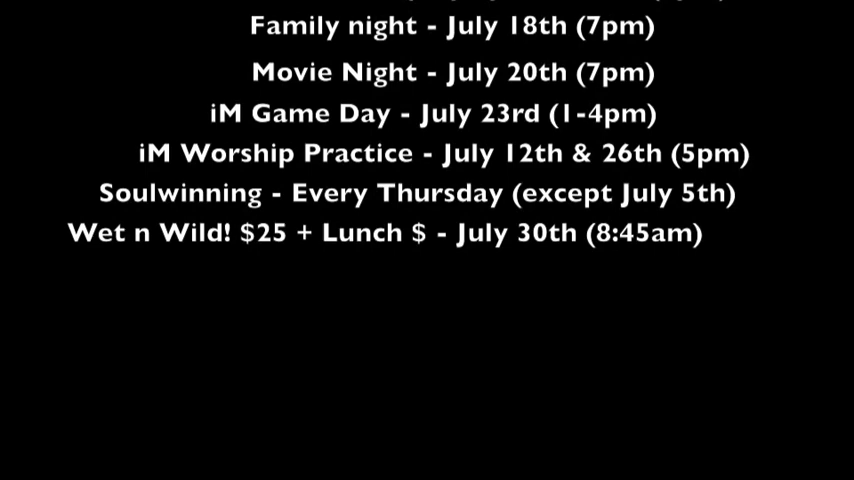 Family night - July 18th (7pm)
Movie Night - July 20th (7pm)
iM Game Day - July 23rd (1-4pm)
iM Worship Practice - July 12th & 26th (5pm)
Soulwinning - Every Thursday (except July 5th)
Wet n Wild! $25 + Lunch $ - July 30th (8:45am)